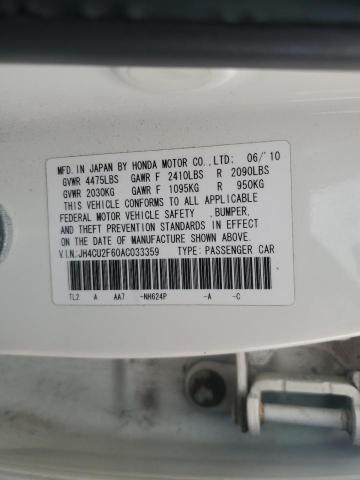 MFD. IN JAPAN BY HONDA MOTOR CO., LTD: 06/'10
GVWR 4475LBS GAWR F 2410LBS R 2090LBS
GVWR 2030KG GAWR F 1095KG R 950KG
THIS VEHICLE CONFORMS TO ALL APPLICABLE
FEDERAL MOTOR VEHICLE SAFETY , BUMPER,
AND THEFT PREVENTION STANDARDS IN EFFECT
ON THE DATE OF MANUFACTURE SHOWN ABOVE.
V.I.N:JH4CU2F60AC033359 TYPE: PASSENGER CAR
TL2 A AA7 -NH624P -A -C